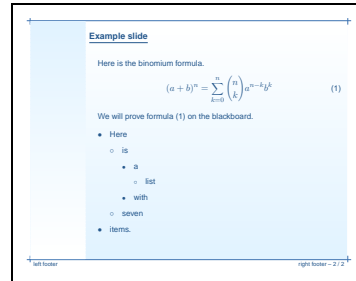 Example slide
Here is the binomium formula.
(a + b)^n = \sum_{k=0}^{n} \binom{n}{k} a^{n-k} b^k (1)
We will prove formula (1) on the blackboard.
• Here
○ is
• a
○ list
• with
○ seven
• items.
left footer right footer – 2 / 2